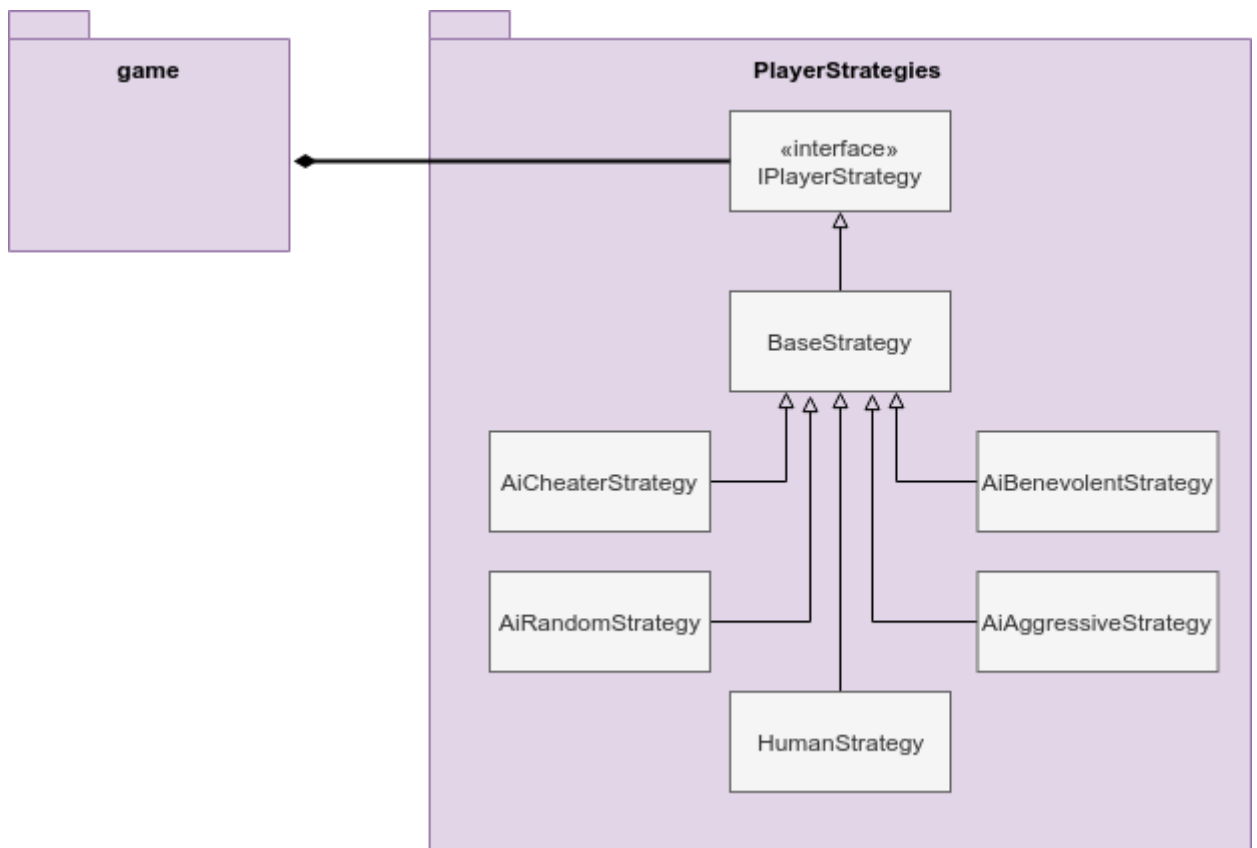 game
PlayerStrategies
«interface»
IPlayerStrategy
BaseStrategy
AiCheaterStrategy
AiBenevolentStrategy
AiRandomStrategy
AiAggressiveStrategy
HumanStrategy